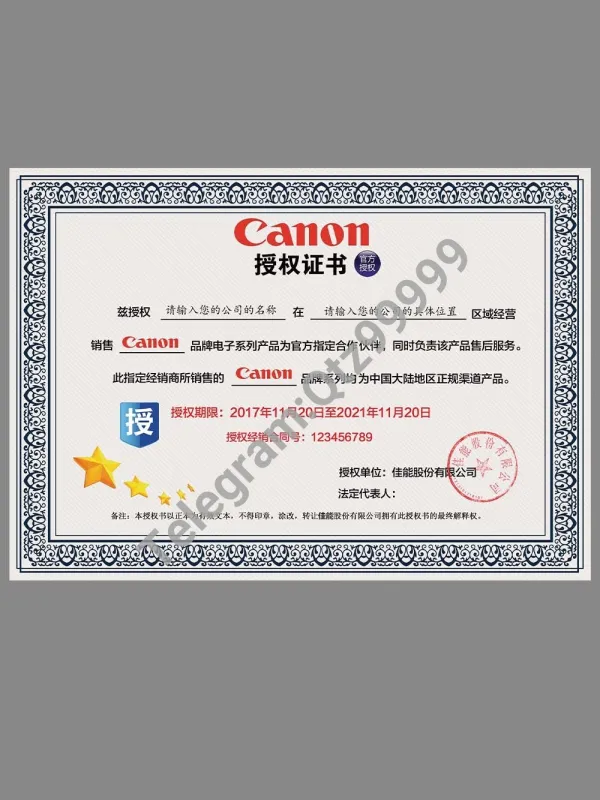 Canon
授权证书 官方授权
兹授权 请输入您的公司的名称 在 请输入您的公司的具体位置 区域经营
销售 Canon 品牌电子系列产品为官方指定合作伙伴，同时负责该产品售后服务。
此指定经销商所销售的 Canon 品牌系列均为中国大陆地区正规渠道产品。
授
授权期限：2017年11月20日至2021年11月20日
授权经销合同号：123456789
授权单位：佳能股份有限公司
法定代表人：
佳能股份有限公司
备注：本授权书以正本为有效文本，不得印章，涂改，转让佳能股份有限公司拥有此授权书的最终解释权。
Telegram:Qtz99999